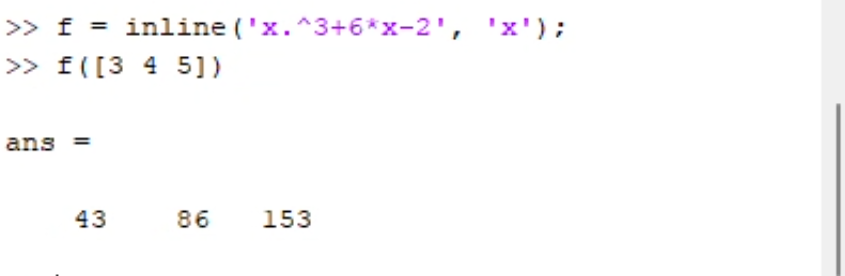 >> f = inline('x.^3+6*x-2', 'x');
>> f([3 4 5])
ans =
43 86 153